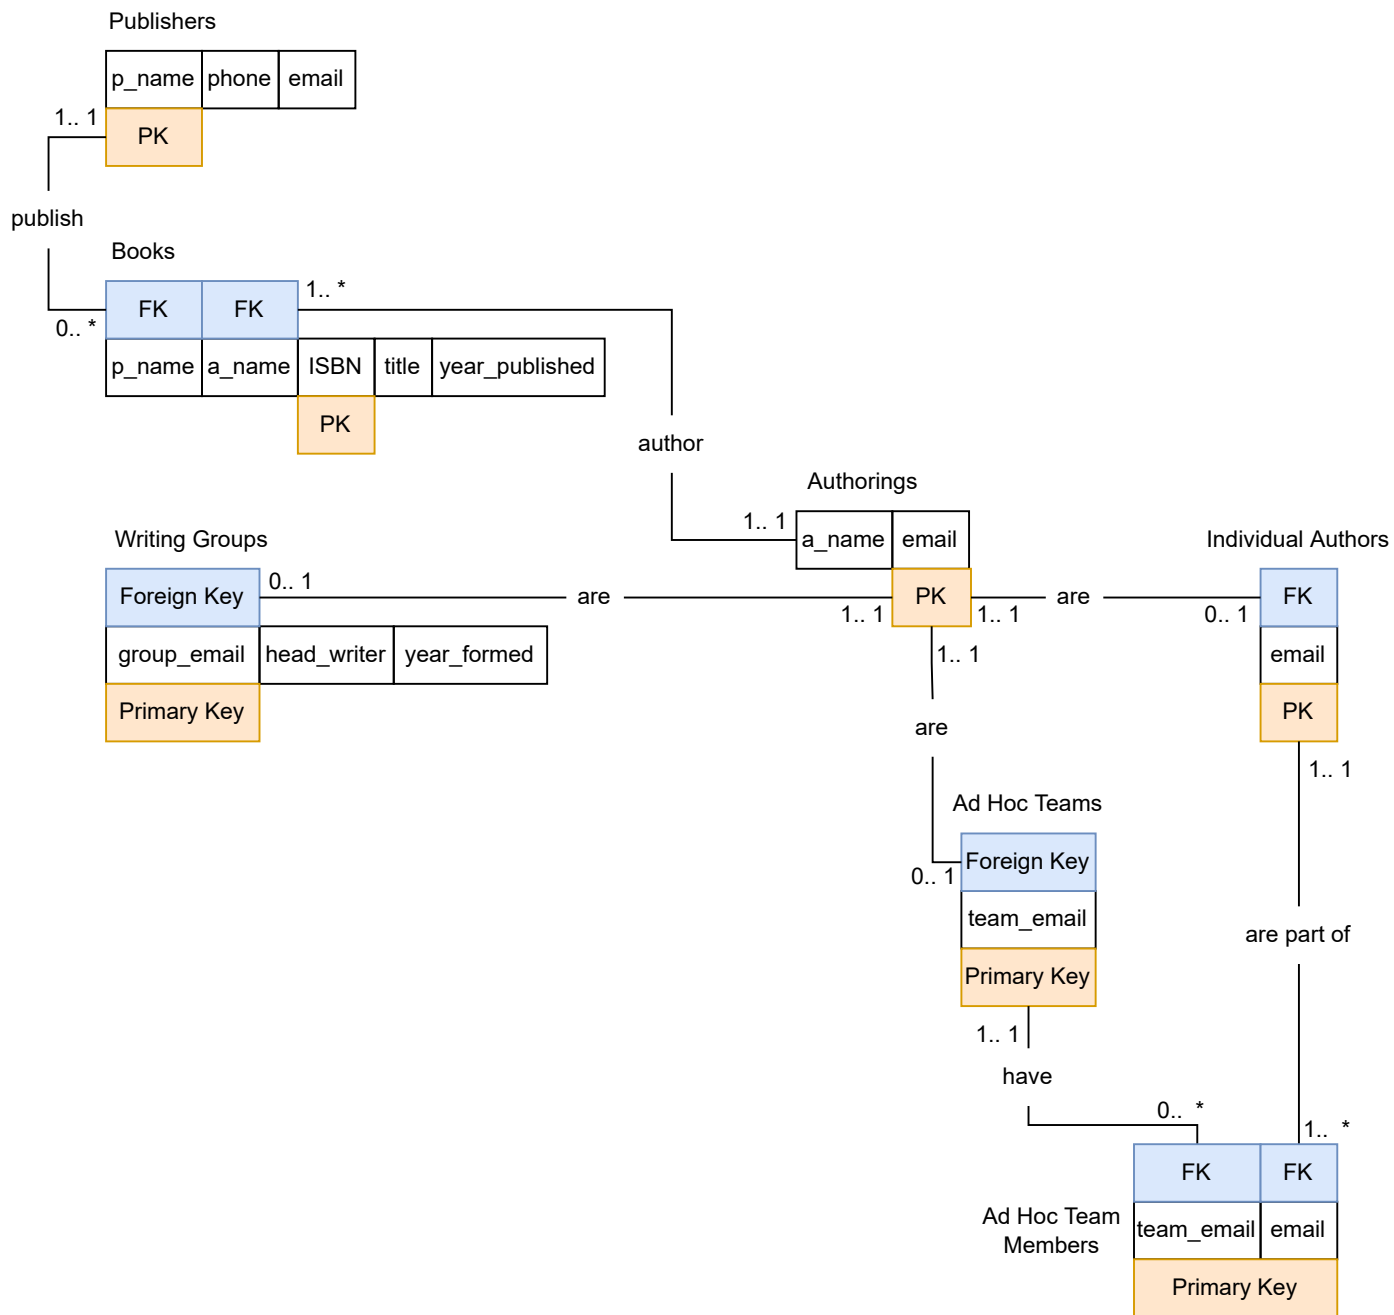 Publishers
p_name phone email
1.. 1
PK
publish
Books
0.. *
FK FK
1.. *
p_name a_name ISBN title year_published
PK
author
Authorings
1.. 1
a_name email
PK
Writing Groups
Foreign Key
0.. 1
are
1.. 1
group_email head_writer year_formed
Primary Key
1.. 1
are
0.. 1
Individual Authors
FK
email
PK
1.. 1
are
Ad Hoc Teams
0.. 1
Foreign Key
team_email
Primary Key
1.. 1
are part of
1.. 1
have
0.. *
1.. *
FK FK
Ad Hoc Team
Members
team_email email
Primary Key